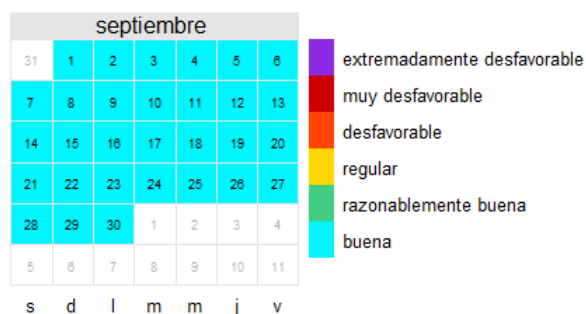 septiembre
31 1 2 3 4 5 6
7 8 9 10 11 12 13
14 15 16 17 18 19 20
21 22 23 24 25 26 27
28 29 30 1 2 3 4
5 6 7 8 9 10 11
s d l m m j v
extremadamente desfavorable
muy desfavorable
desfavorable
regular
razonablemente buena
buena